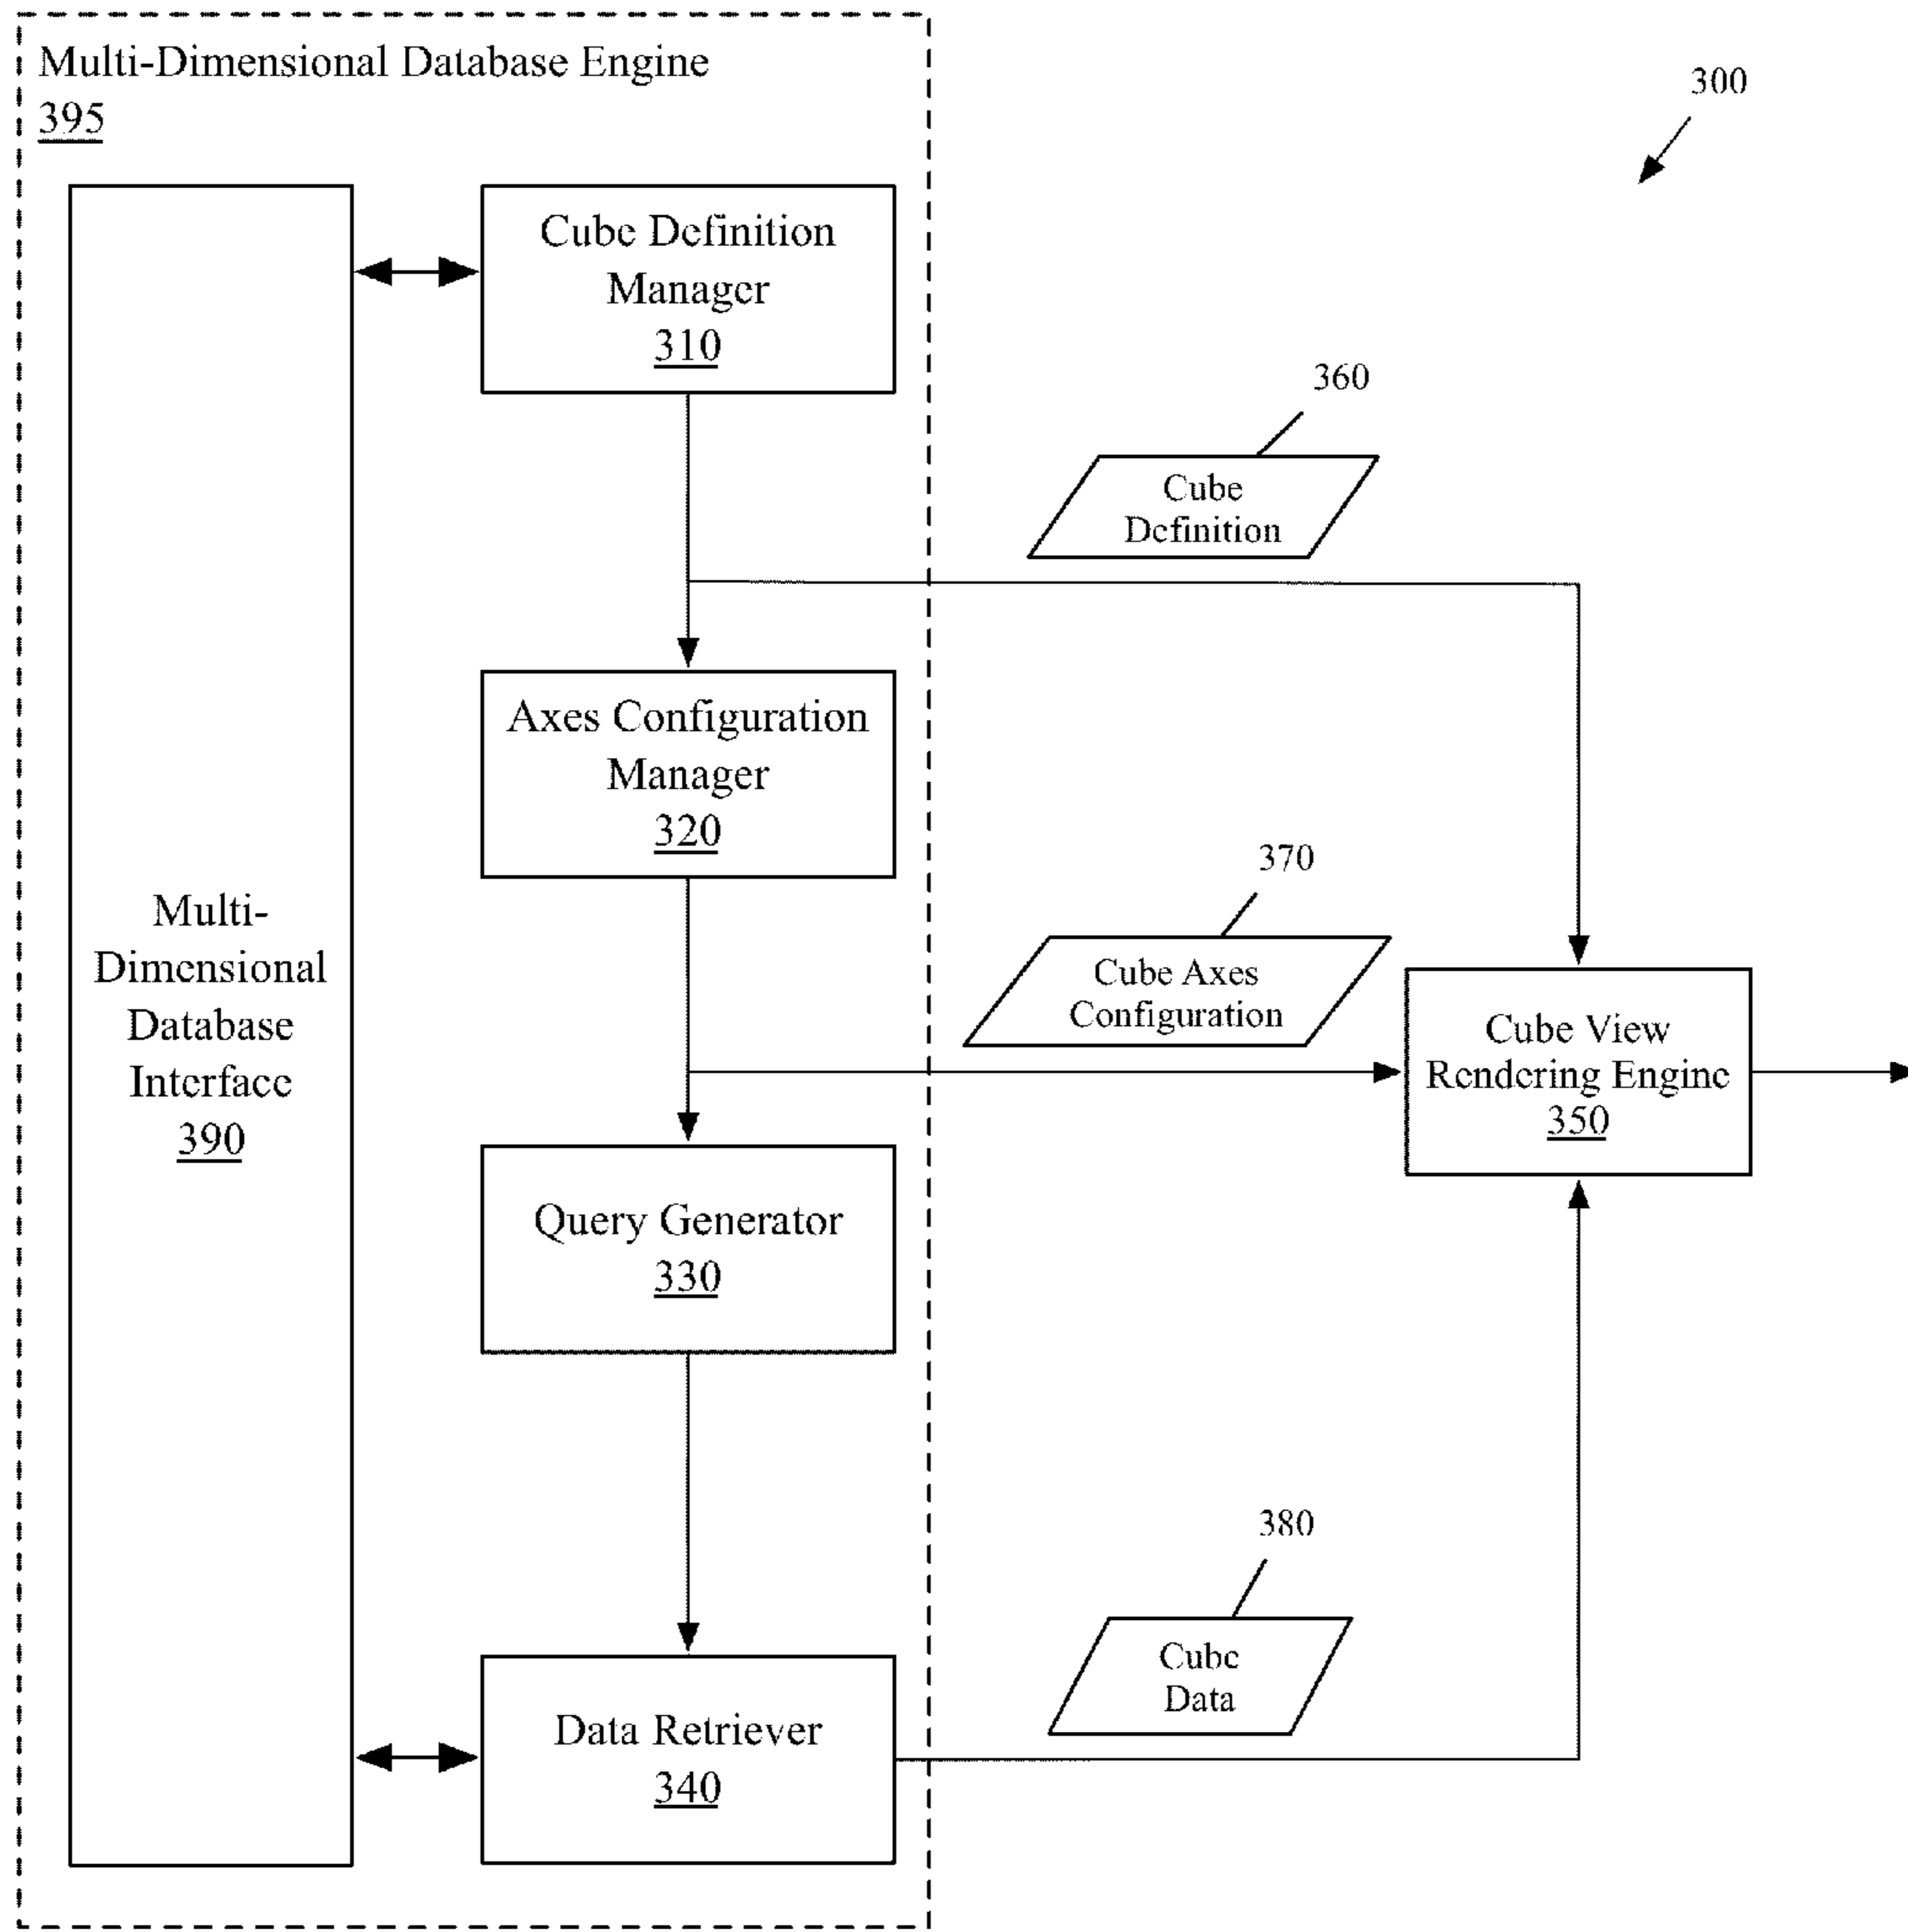 Multi-Dimensional Database Engine
395
300
Cube Definition
Manager
310
360
Cube
Definition
Axes Configuration
Manager
320
370
Cube Axes
Configuration
Multi-
Dimensional
Database
Interface
390
Cube View
Rendering Engine
350
Query Generator
330
380
Cube
Data
Data Retriever
340